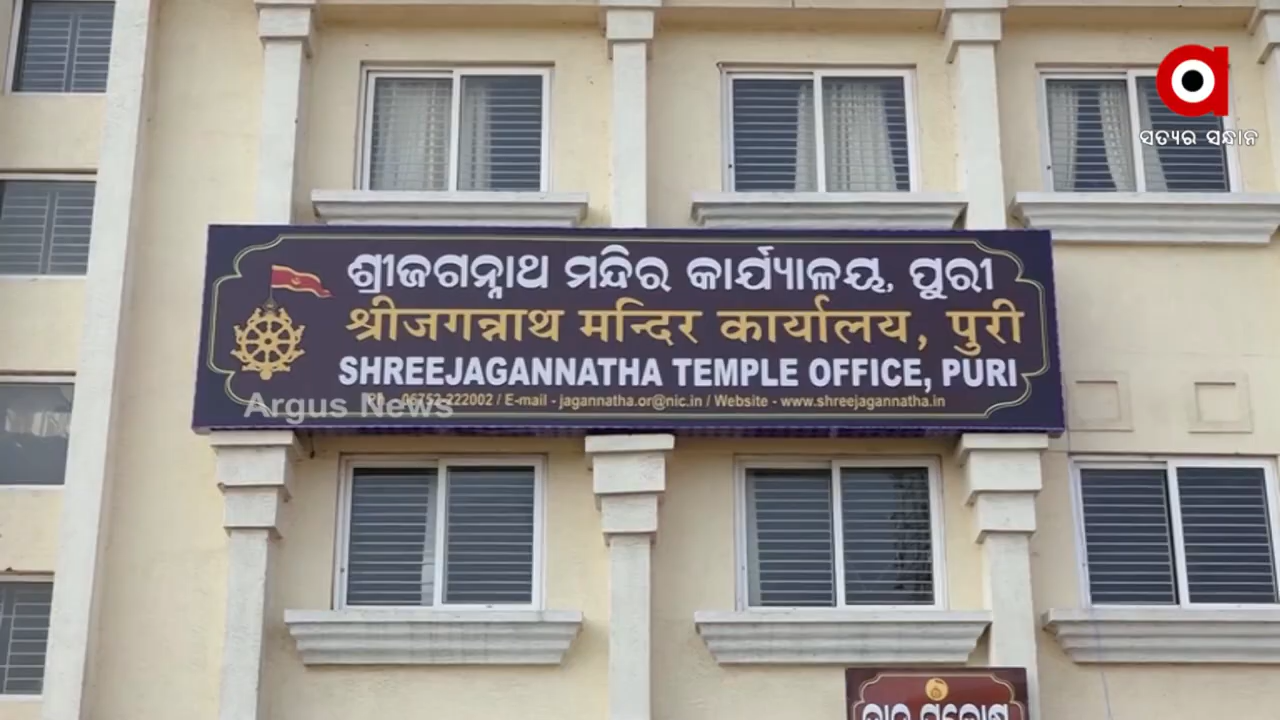 ସତ୍ୟର ସନ୍ଧାନ
ଶ୍ରୀଜଗନ୍ନାଥ ମନ୍ଦିର କାର୍ଯ୍ୟାଳୟ, ପୁରୀ
श्रीजगन्नाथ मन्दिर कार्यालय, पुरी
SHREEJAGANNATHA TEMPLE OFFICE, PURI
Ph - 06752-222002 / E-mail - jagannatha.or@nic.in / Website - www.shreejagannatha.in
Argus News